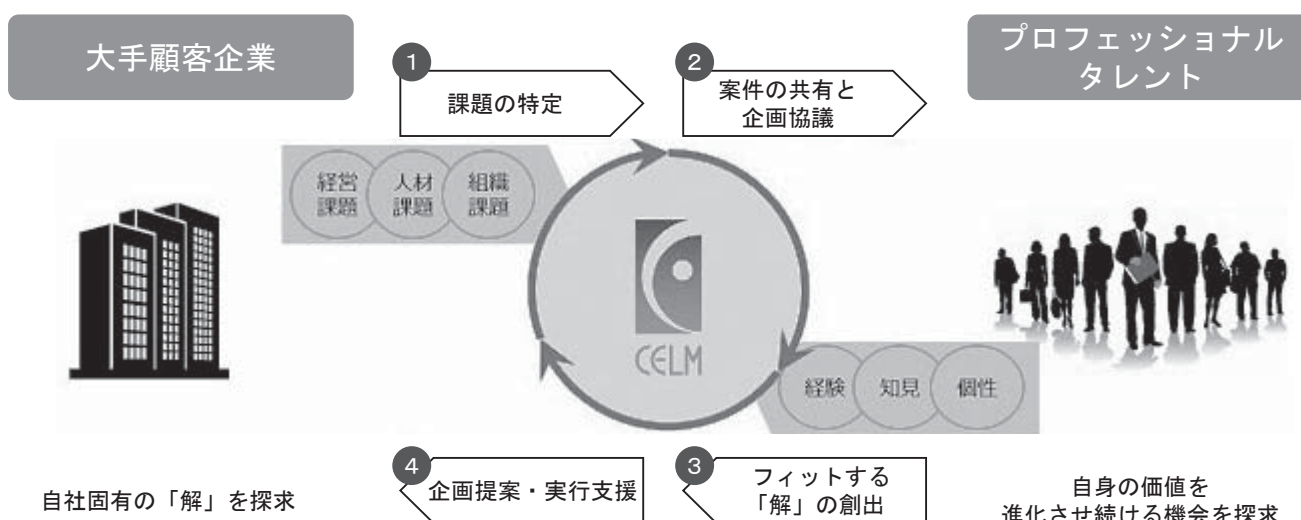 大手顧客企業
1
課題の特定
2
案件の共有と
企画協議
プロフェッショナル
タレント
経営
課題
人材
課題
組織
課題
CELM
経験
知見
個性
自社固有の「解」を探求
4
企画提案・実行支援
3
フィットする
「解」の創出
自身の価値を
進化させ続ける機会を探求